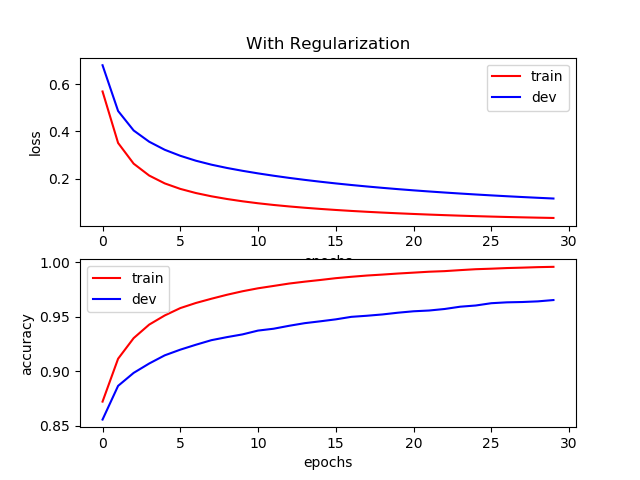 With Regularization
loss
0.6
0.4
0.2
train
dev
0 5 10 15 20 25 30
epochs
accuracy
1.00
0.95
0.90
0.85
train
dev
0 5 10 15 20 25 30
epochs